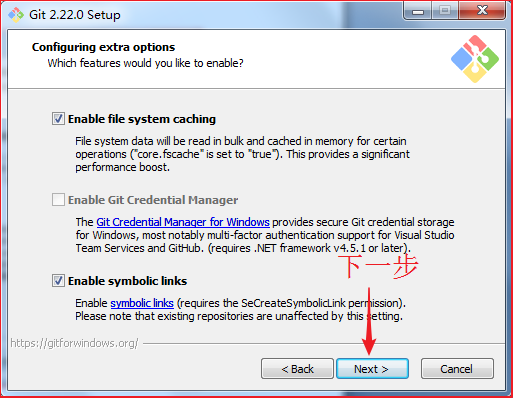 Git 2.22.0 Setup
Configuring extra options
Which features would you like to enable?
Enable file system caching
File system data will be read in bulk and cached in memory for certain
operations ("core.fscache" is set to "true"). This provides a significant
performance boost.
Enable Git Credential Manager
The Git Credential Manager for Windows provides secure Git credential storage
for Windows, most notably multi-factor authentication support for Visual Studio
Team Services and GitHub. (requires .NET framework v4.5.1 or later).
下一步
Enable symbolic links
Enable symbolic links (requires the SeCreateSymbolicLink permission).
Please note that existing repositories are unaffected by this setting.
https://gitforwindows.org/
< Back
Next >
Cancel